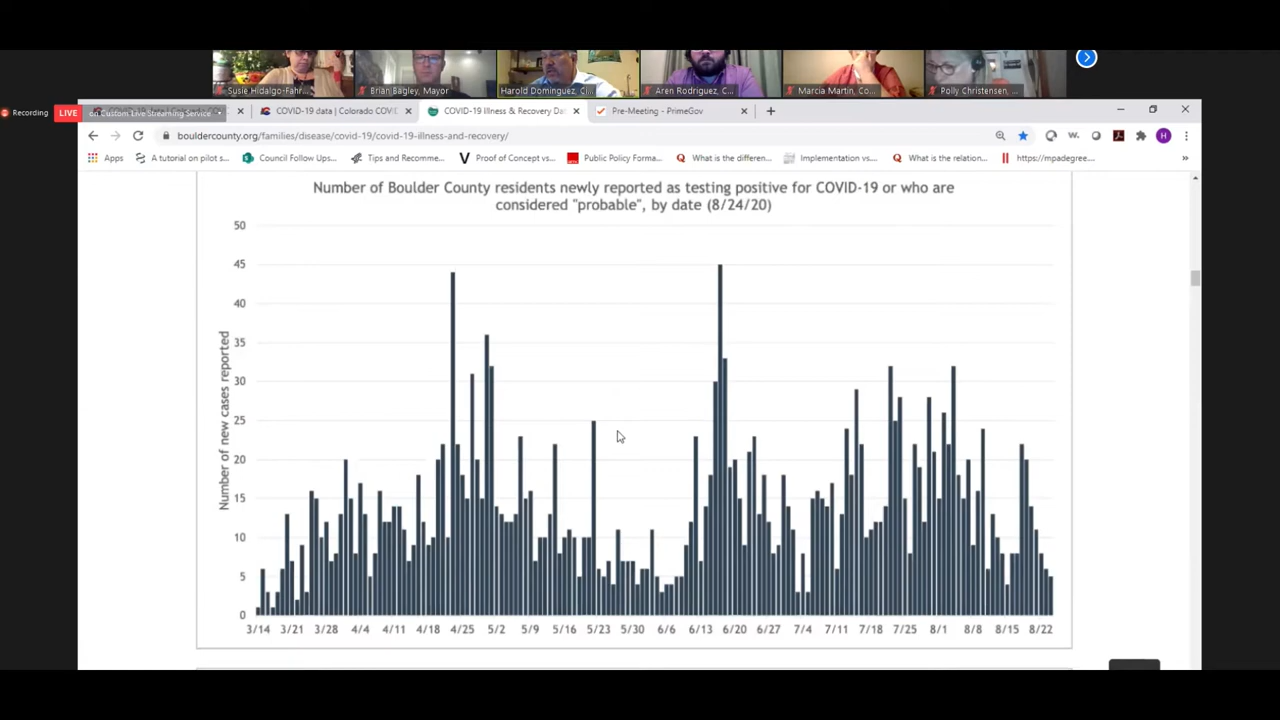 Susie Hidalgo-Fahr...
Brian Bagley, Mayor
Harold Dominguez, Ci...
Aren Rodriguez, C...
Marcia Martin, Co...
Polly Christensen, ...
Recording
LIVE
on Custom Live Streaming Service
COVID-19 data | Colorado COVI
COVID-19 Illness & Recovery Dat
Pre-Meeting - PrimeGov
bouldercounty.org/families/disease/covid-19/covid-19-illness-and-recovery/
Apps
A tutorial on pilot s...
Council Follow Ups...
Tips and Recomme...
Proof of Concept vs...
Public Policy Forma...
What is the differen...
Implementation vs...
What is the relation...
https://mpadegree....
Number of Boulder County residents newly reported as testing positive for COVID-19 or who are
considered "probable", by date (8/24/20)
Number of new cases reported
50
45
40
35
30
25
20
15
10
5
0
3/14 3/21 3/28 4/4 4/11 4/18 4/25 5/2 5/9 5/16 5/23 5/30 6/6 6/13 6/20 6/27 7/4 7/11 7/18 7/25 8/1 8/8 8/15 8/22